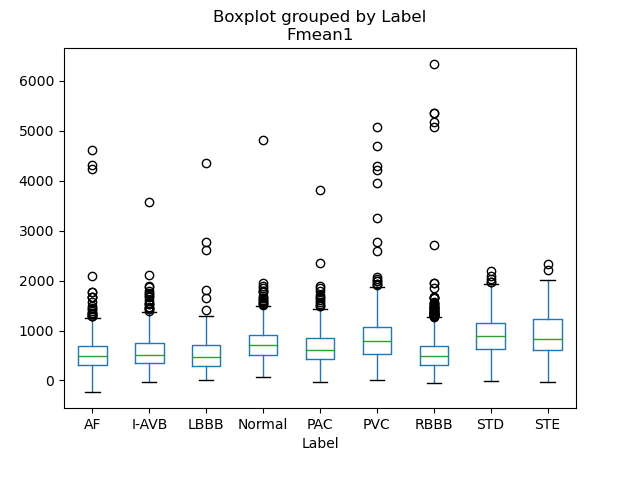 Boxplot grouped by Label
Fmean1
6000
5000
4000
3000
2000
1000
0
AF I-AVB LBBB Normal PAC PVC RBBB STD STE
Label